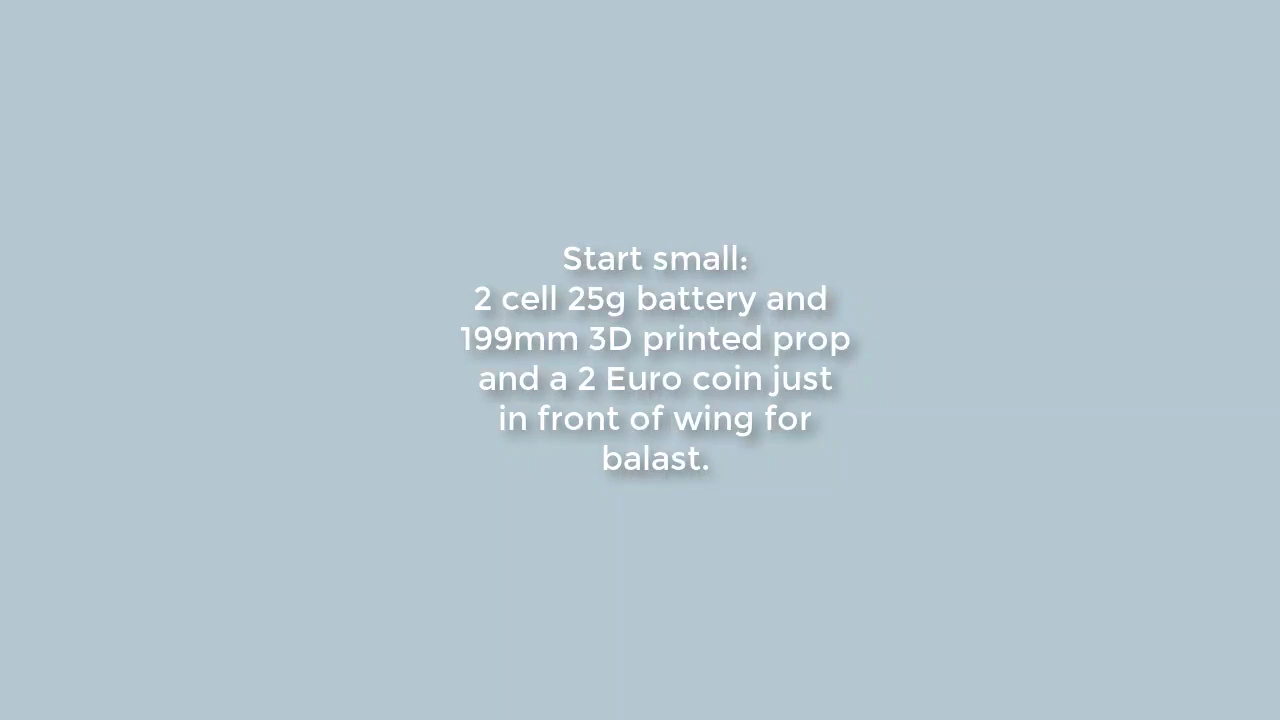 Start small:
2 cell 25g battery and
199mm 3D printed prop
and a 2 Euro coin just
in front of wing for
balast.